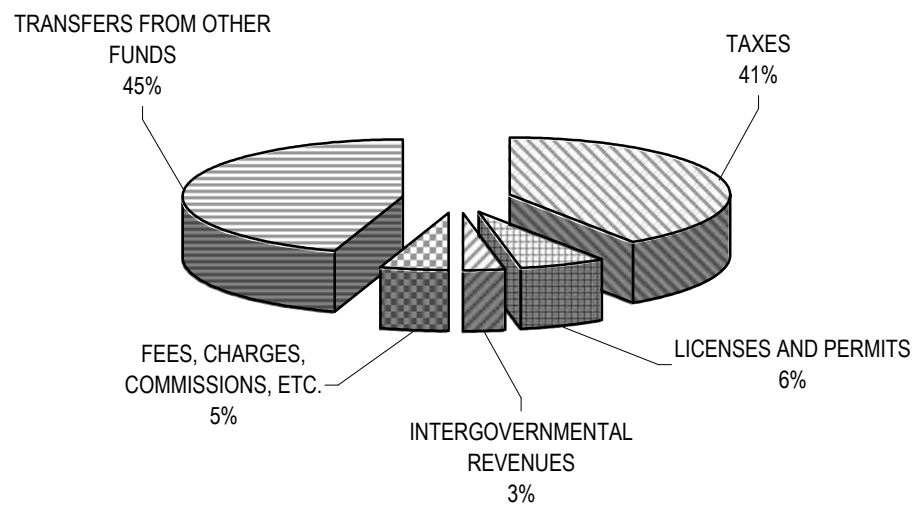 TRANSFERS FROM OTHER
FUNDS
45%
TAXES
41%
LICENSES AND PERMITS
6%
FEES, CHARGES,
COMMISSIONS, ETC.
5%
INTERGOVERNMENTAL
REVENUES
3%